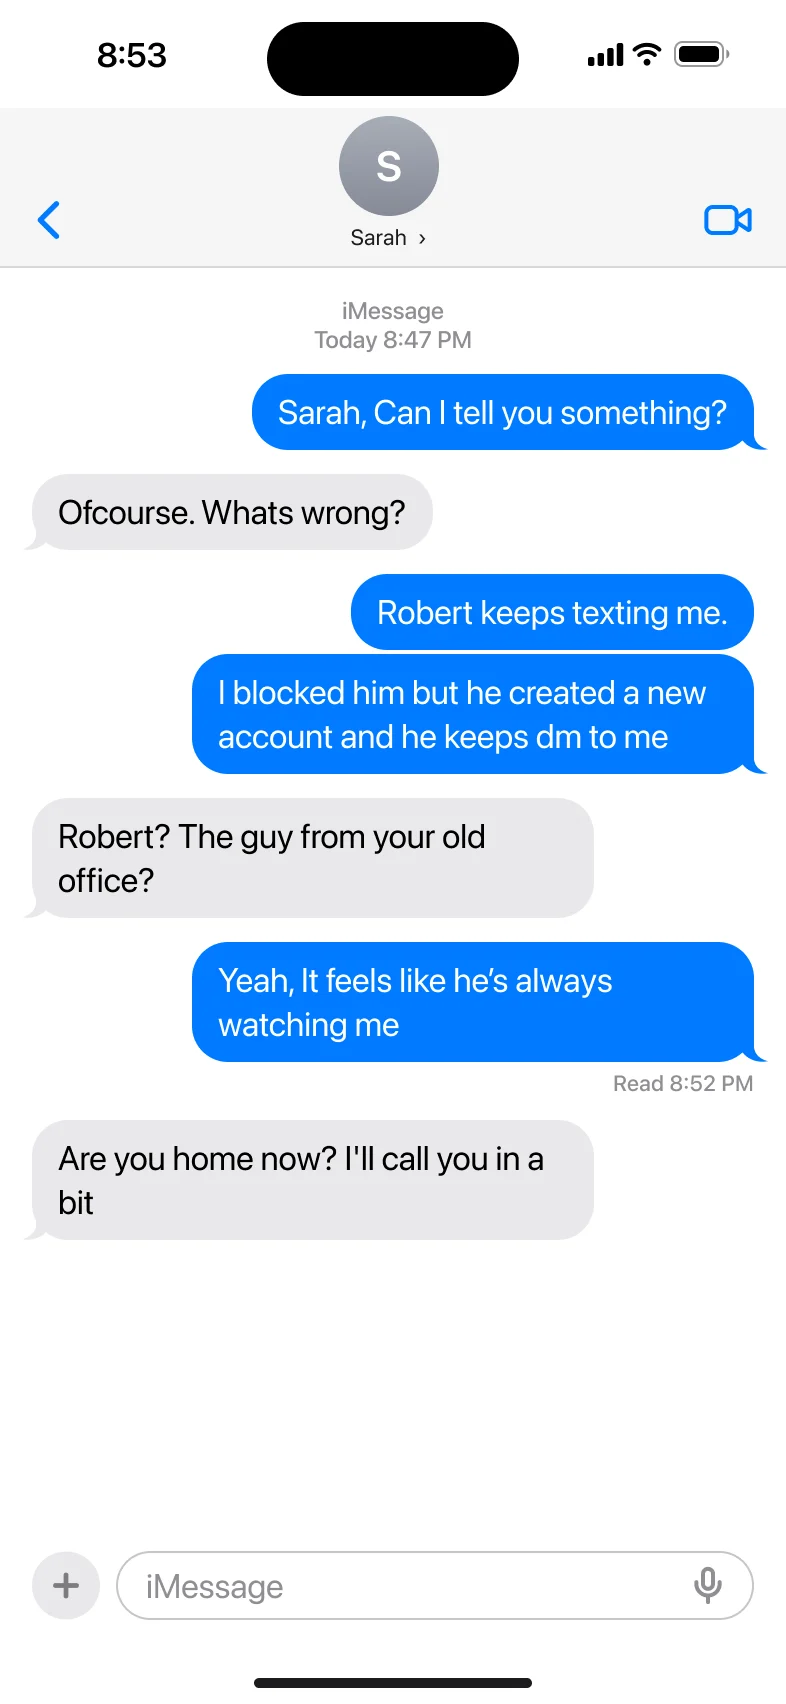 8:53
S
Sarah ›
iMessage
Today 8:47 PM
Sarah, Can I tell you something?
Ofcourse. Whats wrong?
Robert keeps texting me.
I blocked him but he created a new
account and he keeps dm to me
Robert? The guy from your old
office?
Yeah, It feels like he’s always
watching me
Read 8:52 PM
Are you home now? I'll call you in a
bit
iMessage